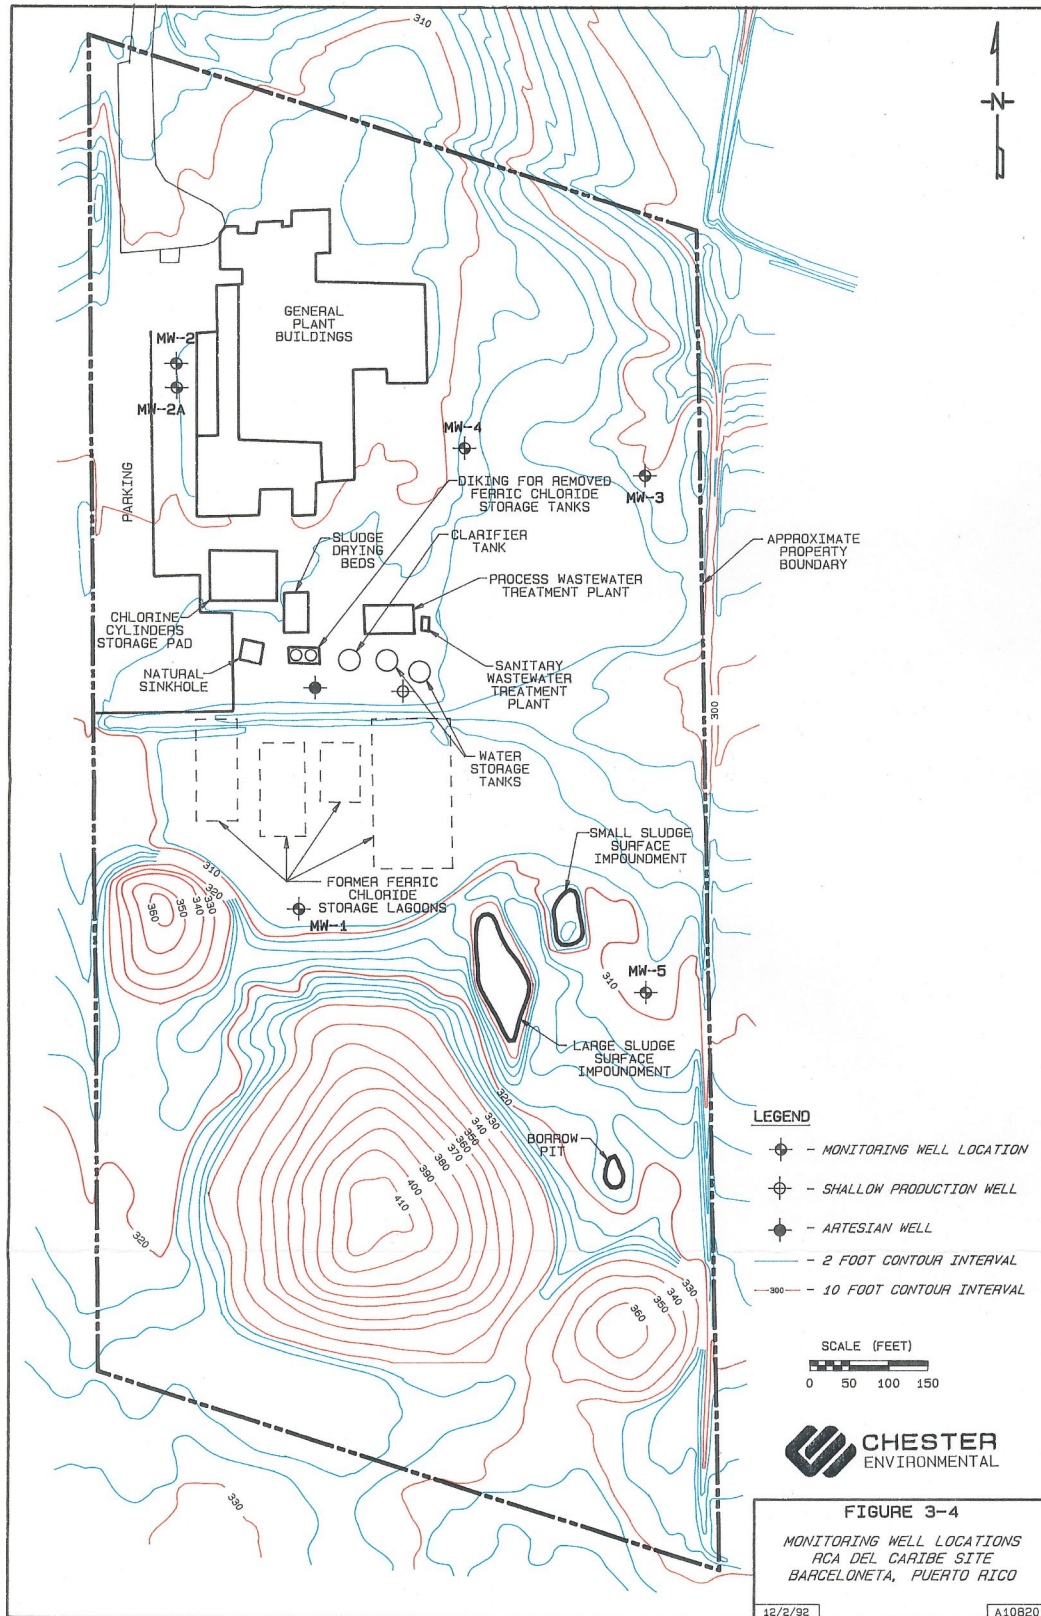 310
N
GENERAL
PLANT
BUILDINGS
MW-2
MW-2A
PARKING
MW-4
MW-3
DIKING FOR REMOVED
FERRIC CHLORIDE
STORAGE TANKS
SLUDGE
DRYING
BEDS
CLARIFIER
TANK
APPROXIMATE
PROPERTY
BOUNDARY
PROCESS WASTEWATER
TREATMENT PLANT
CHLORINE
CYLINDERS
STORAGE PAD
NATURAL
SINKHOLE
SANITARY
WASTEWATER
TREATMENT
PLANT
300
WATER
STORAGE
TANKS
SMALL SLUDGE
SURFACE
IMPOUNDMENT
310
320
330
340
350
360
FORMER FERRIC
CHLORIDE
STORAGE LAGOONS
MW-1
310
MW-5
LARGE SLUDGE
SURFACE
IMPOUNDMENT
320
330
340
350
360
370
380
390
400
410
BORROW
PIT
320
330
340
350
360
330
LEGEND
- MONITORING WELL LOCATION
- SHALLOW PRODUCTION WELL
- ARTESIAN WELL
- 2 FOOT CONTOUR INTERVAL
300 - 10 FOOT CONTOUR INTERVAL
SCALE (FEET)
0 50 100 150
CHESTER
ENVIRONMENTAL
FIGURE 3-4
MONITORING WELL LOCATIONS
RCA DEL CARIBE SITE
BARCELONETA, PUERTO RICO
12/2/92 A10820